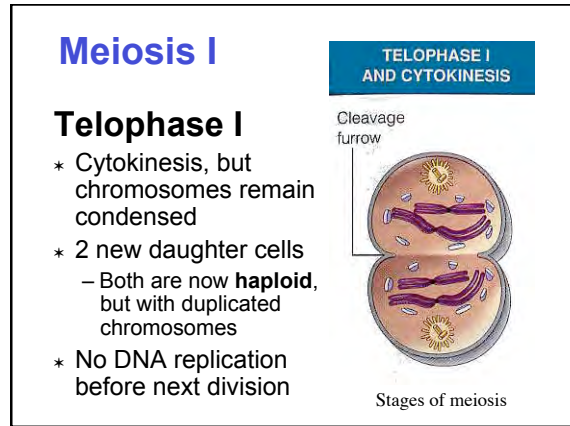 Meiosis I
Telophase I
* Cytokinesis, but
chromosomes remain
condensed
* 2 new daughter cells
– Both are now haploid,
but with duplicated
chromosomes
* No DNA replication
before next division
TELOPHASE I
AND CYTOKINESIS
Cleavage
furrow
Stages of meiosis